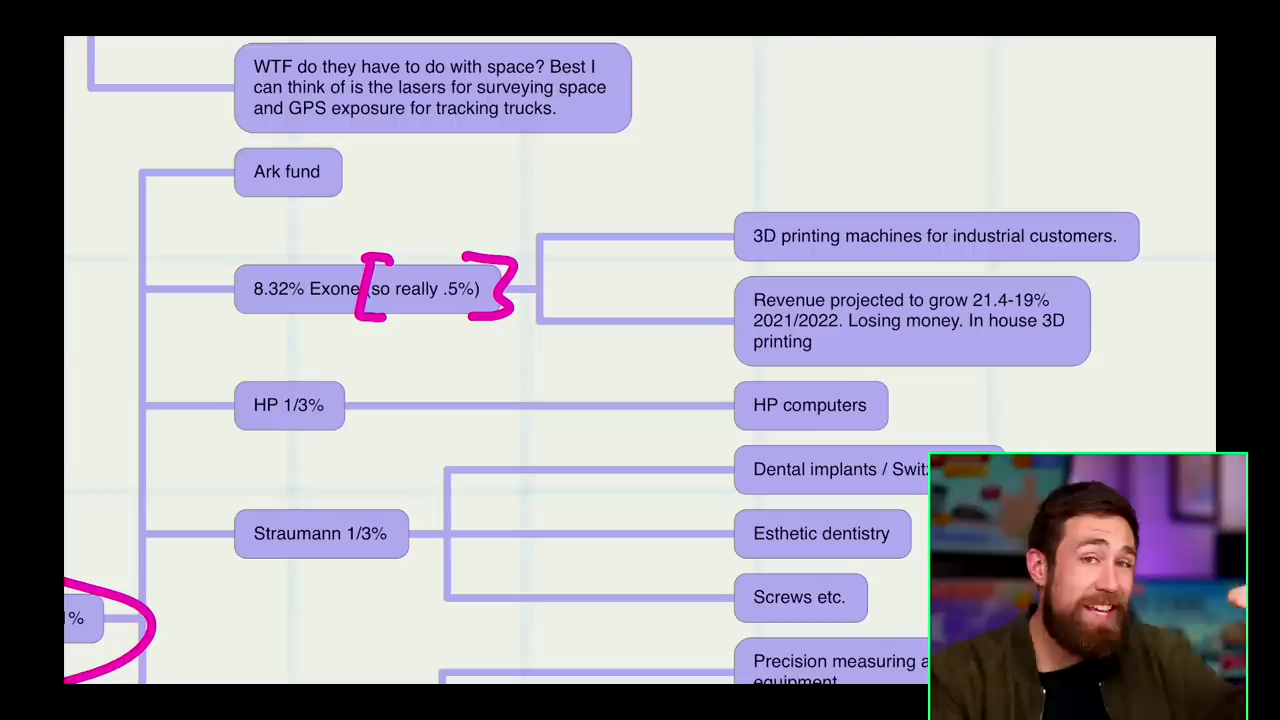 WTF do they have to do with space? Best I
can think of is the lasers for surveying space
and GPS exposure for tracking trucks.
Ark fund
3D printing machines for industrial customers.
8.32% Exone (so really .5%)
Revenue projected to grow 21.4-19%
2021/2022. Losing money. In house 3D
printing
HP 1/3%
HP computers
Dental implants /
Straumann 1/3%
Esthetic dentistry
Screws etc.
%
Precision measuring
equipment